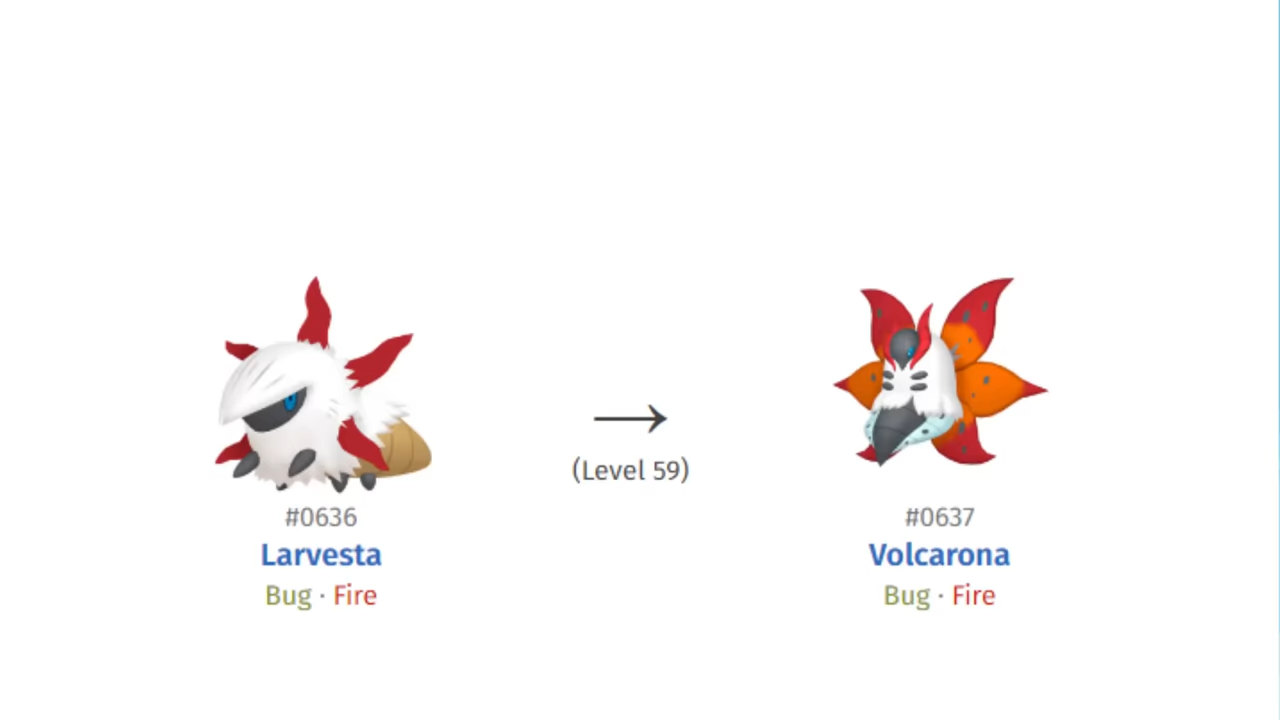 (Level 59)
#0636
Larvesta
Bug · Fire
#0637
Volcarona
Bug · Fire